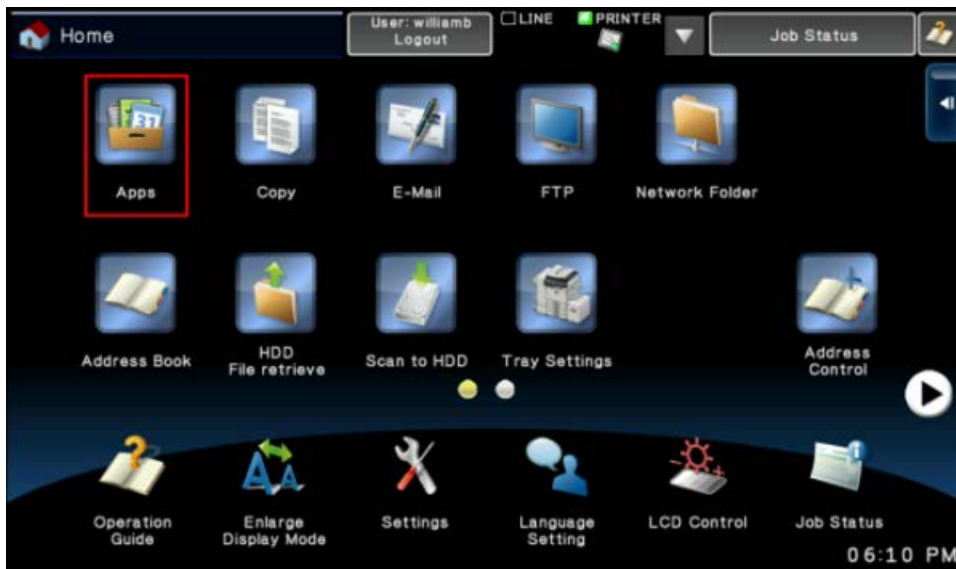 Home
User: williamb
Logout
LINE
PRINTER
Job Status
31
Apps
Copy
E-Mail
FTP
Network Folder
Address Book
HDD
File retrieve
Scan to HDD
Tray Settings
Address
Control
Operation
Guide
Enlarge
Display Mode
Settings
Language
Setting
LCD Control
Job Status
06:10 PM